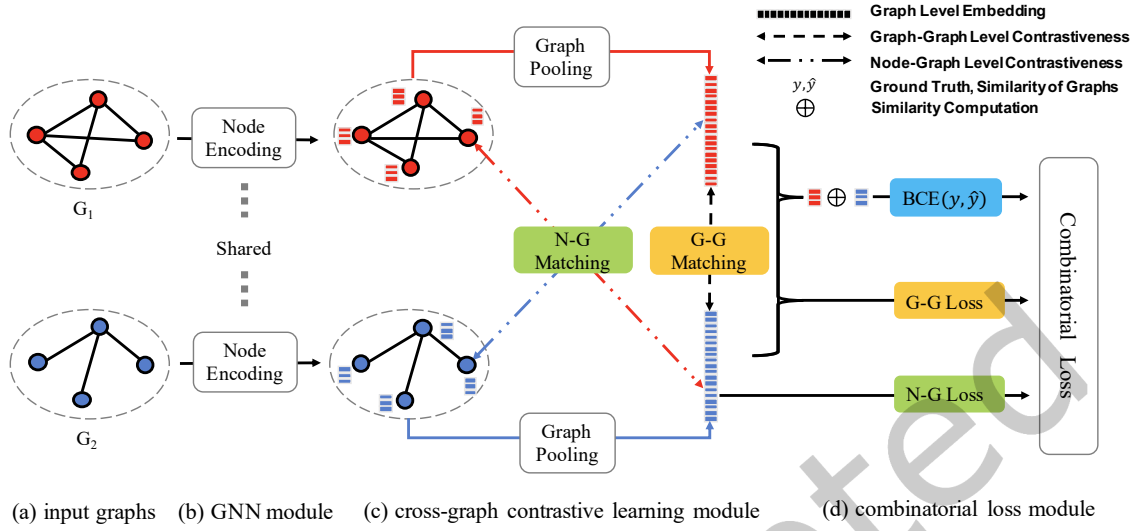 Graph Level Embedding
Graph-Graph Level Contrastiveness
Node-Graph Level Contrastiveness
y, ŷ Ground Truth, Similarity of Graphs
⊕ Similarity Computation
Graph
Pooling
Node
Encoding
G₁
Shared
N-G
Matching
G-G
Matching
⊕
BCE(y, ŷ)
G-G Loss
N-G Loss
Combinatorial Loss
Node
Encoding
G₂
Graph
Pooling
(a) input graphs
(b) GNN module
(c) cross-graph contrastive learning module
(d) combinatorial loss module